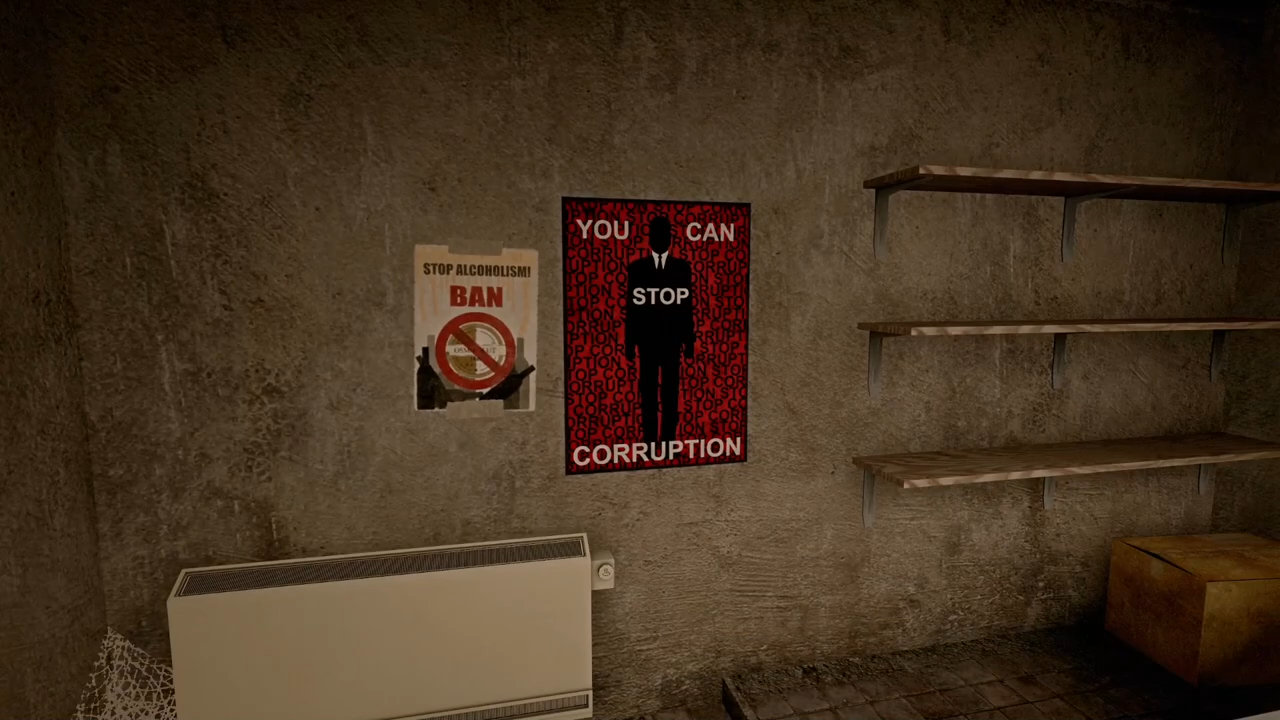 STOP ALCOHOLISM!
BAN
YOU CAN
STOP
CORRUPTION